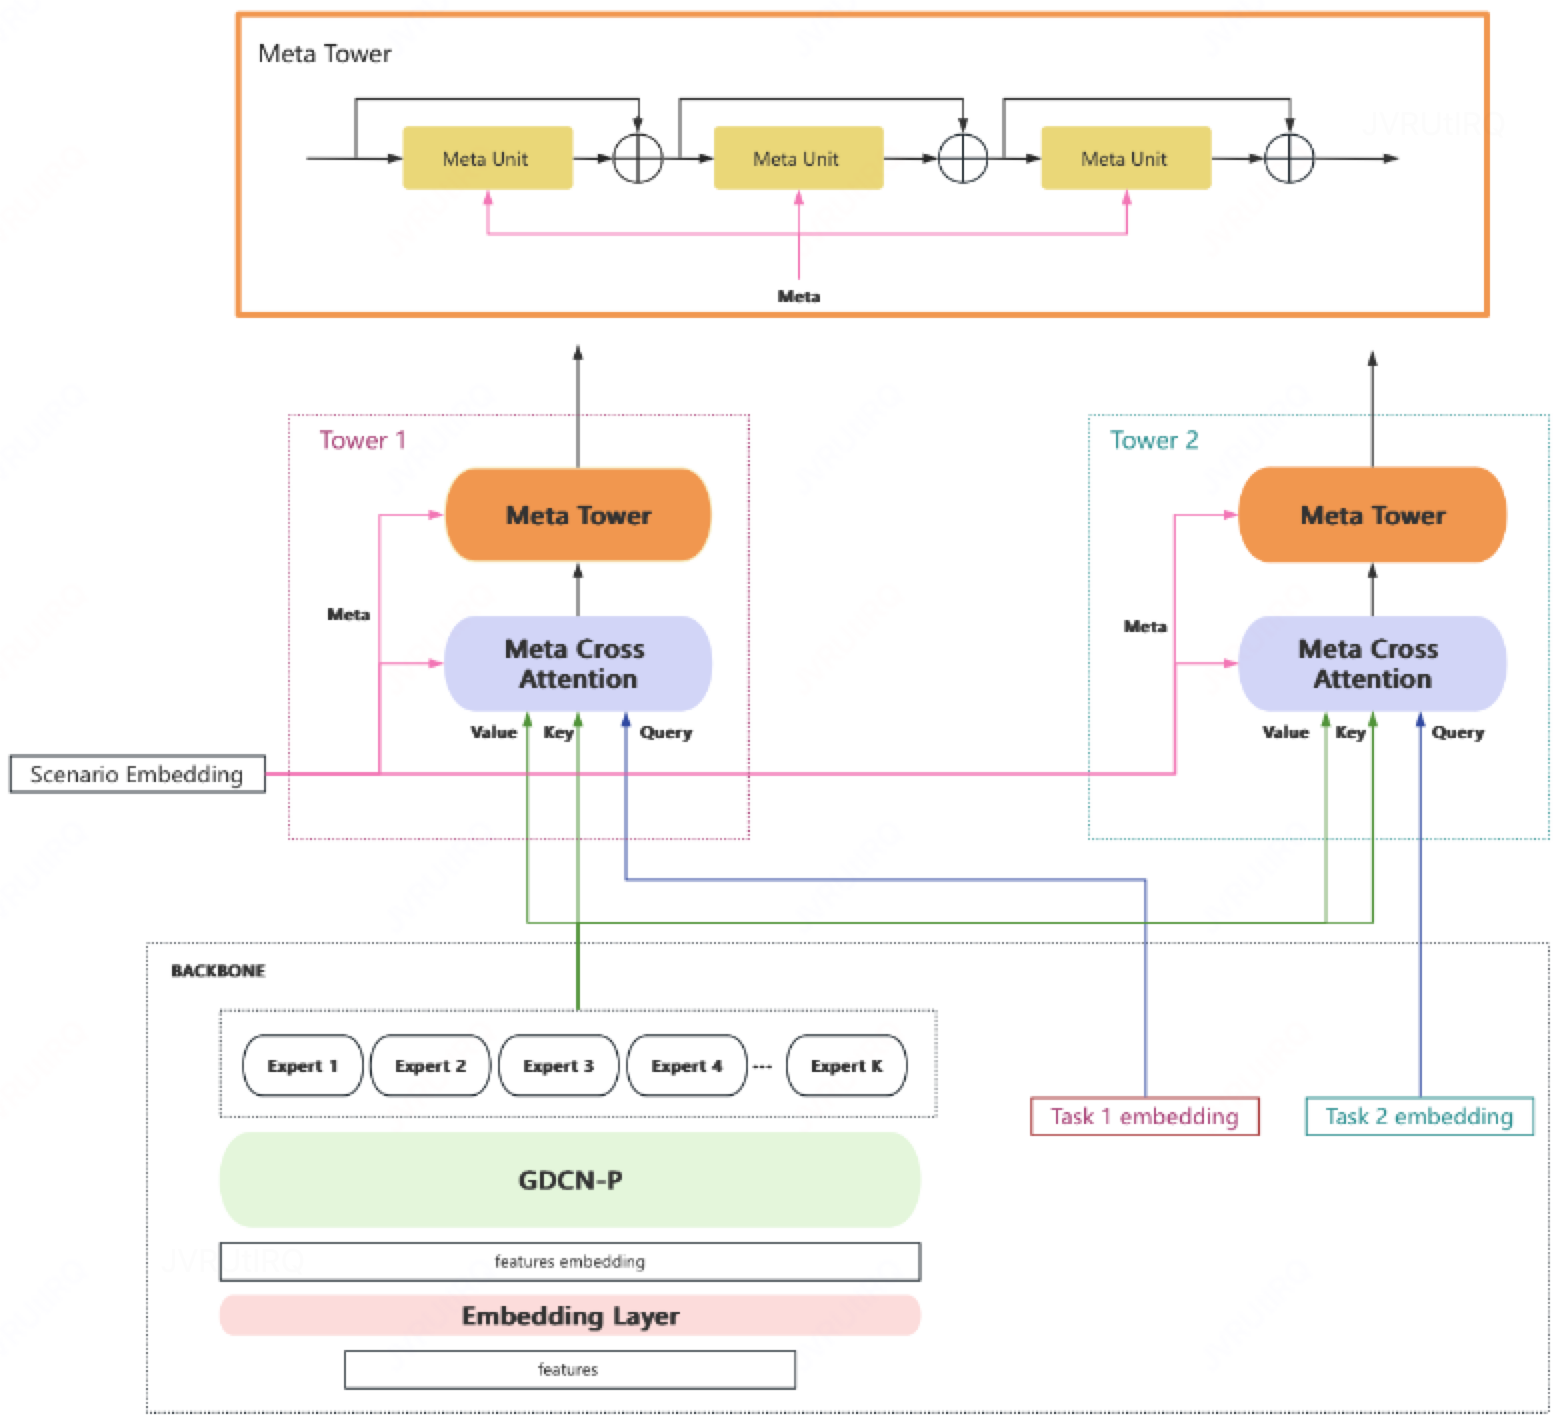 Meta Tower
Meta Unit
Meta Unit
Meta Unit
Meta
Tower 1
Tower 2
Meta Tower
Meta Tower
Meta
Meta
Meta Cross
Attention
Meta Cross
Attention
Value
Key
Query
Value
Key
Query
Scenario Embedding
BACKBONE
Expert 1
Expert 2
Expert 3
Expert 4
---
Expert K
Task 1 embedding
Task 2 embedding
GDCN-P
features embedding
Embedding Layer
features